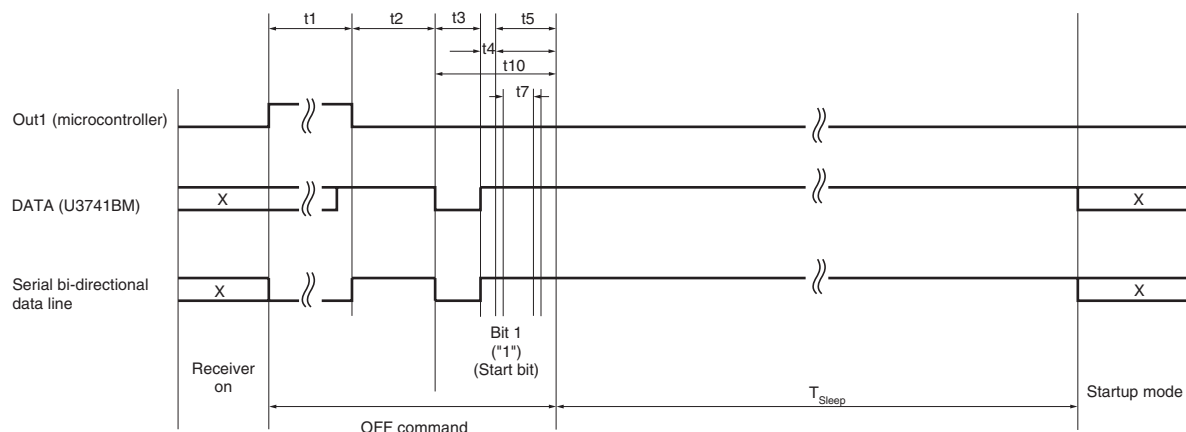 t1
t2
t3
t5
t4
t10
t7
Out1 (microcontroller)
X
X
DATA (U3741BM)
X
X
Serial bi-directional
data line
Bit 1
("1")
(Start bit)
Receiver
on
TSleep
Startup mode
OFF command